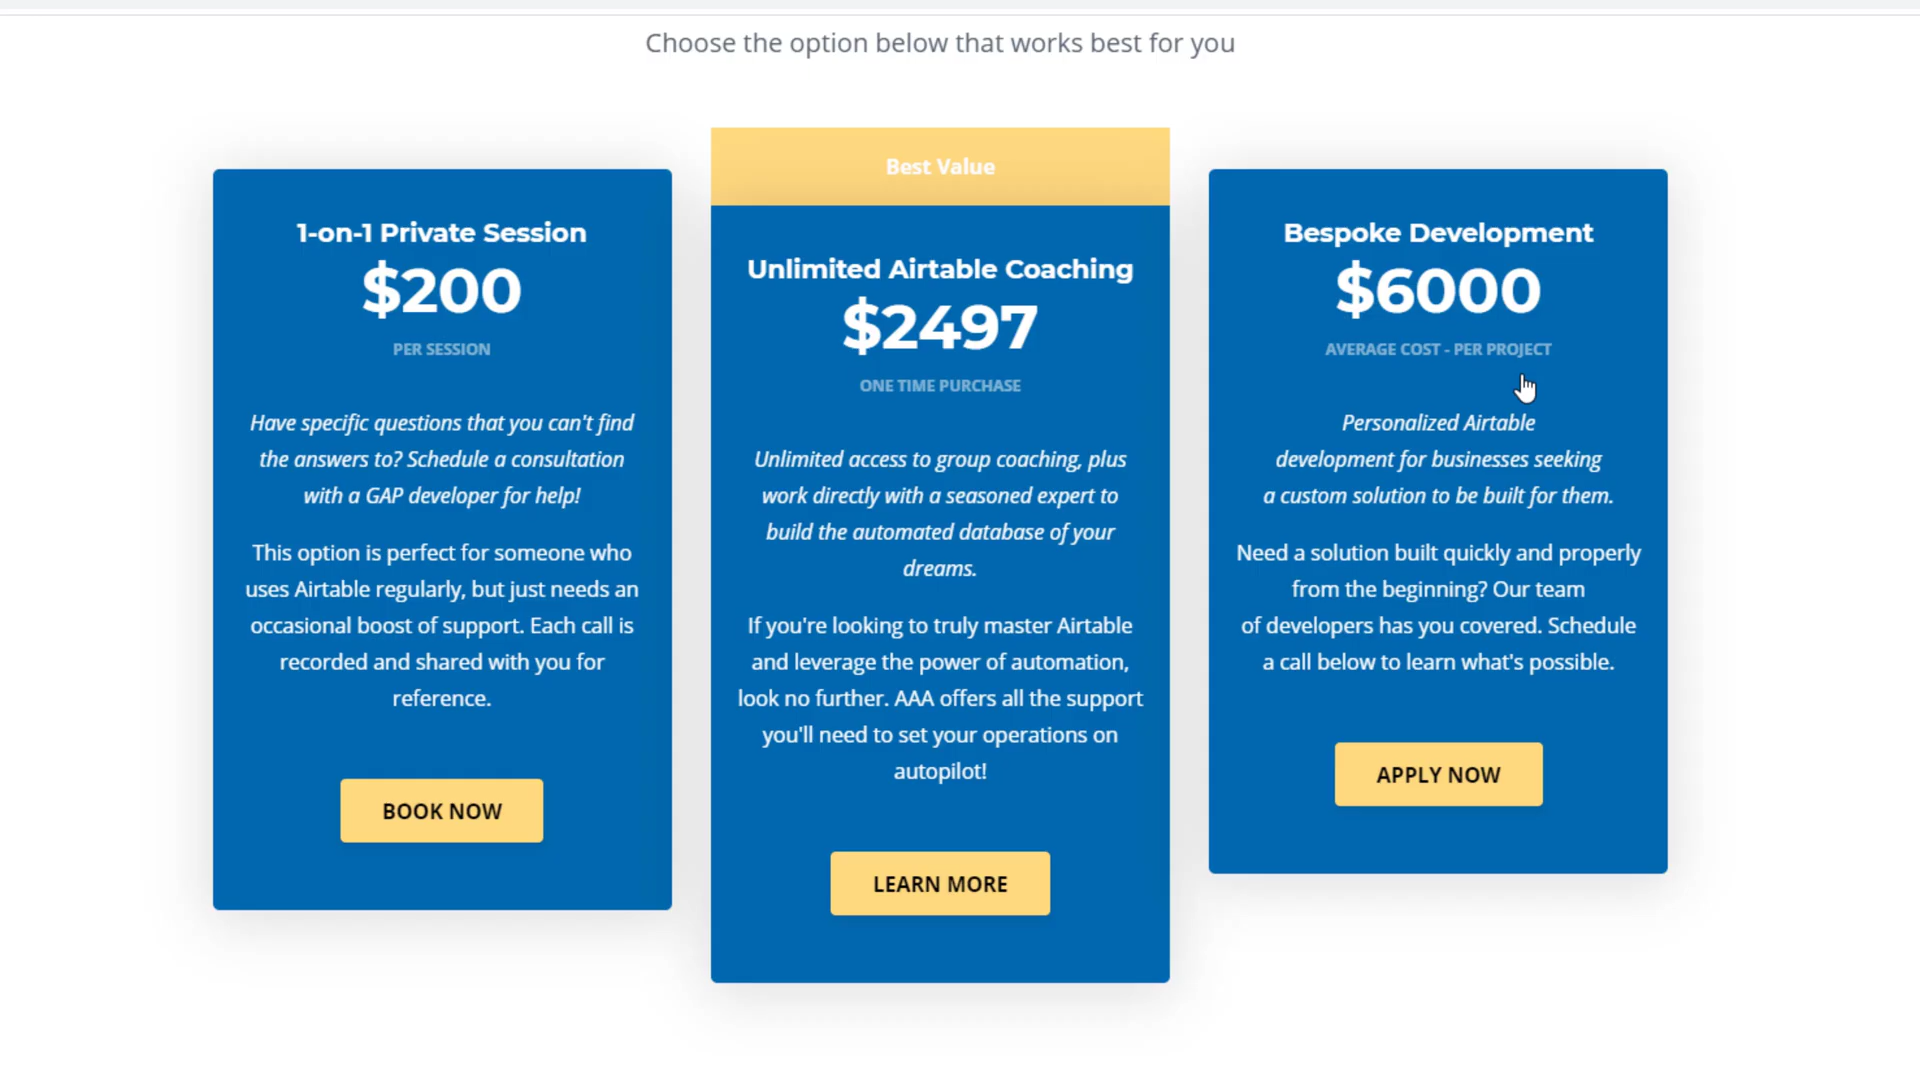 Choose the option below that works best for you
1-on-1 Private Session
$200
PER SESSION
Have specific questions that you can't find
the answers to? Schedule a consultation
with a GAP developer for help!
This option is perfect for someone who
uses Airtable regularly, but just needs an
occasional boost of support. Each call is
recorded and shared with you for
reference.
BOOK NOW
Best Value
Unlimited Airtable Coaching
$2497
ONE TIME PURCHASE
Unlimited access to group coaching, plus
work directly with a seasoned expert to
build the automated database of your
dreams.
If you're looking to truly master Airtable
and leverage the power of automation,
look no further. AAA offers all the support
you'll need to set your operations on
autopilot!
LEARN MORE
Bespoke Development
$6000
AVERAGE COST - PER PROJECT
Personalized Airtable
development for businesses seeking
a custom solution to be built for them.
Need a solution built quickly and properly
from the beginning? Our team
of developers has you covered. Schedule
a call below to learn what's possible.
APPLY NOW